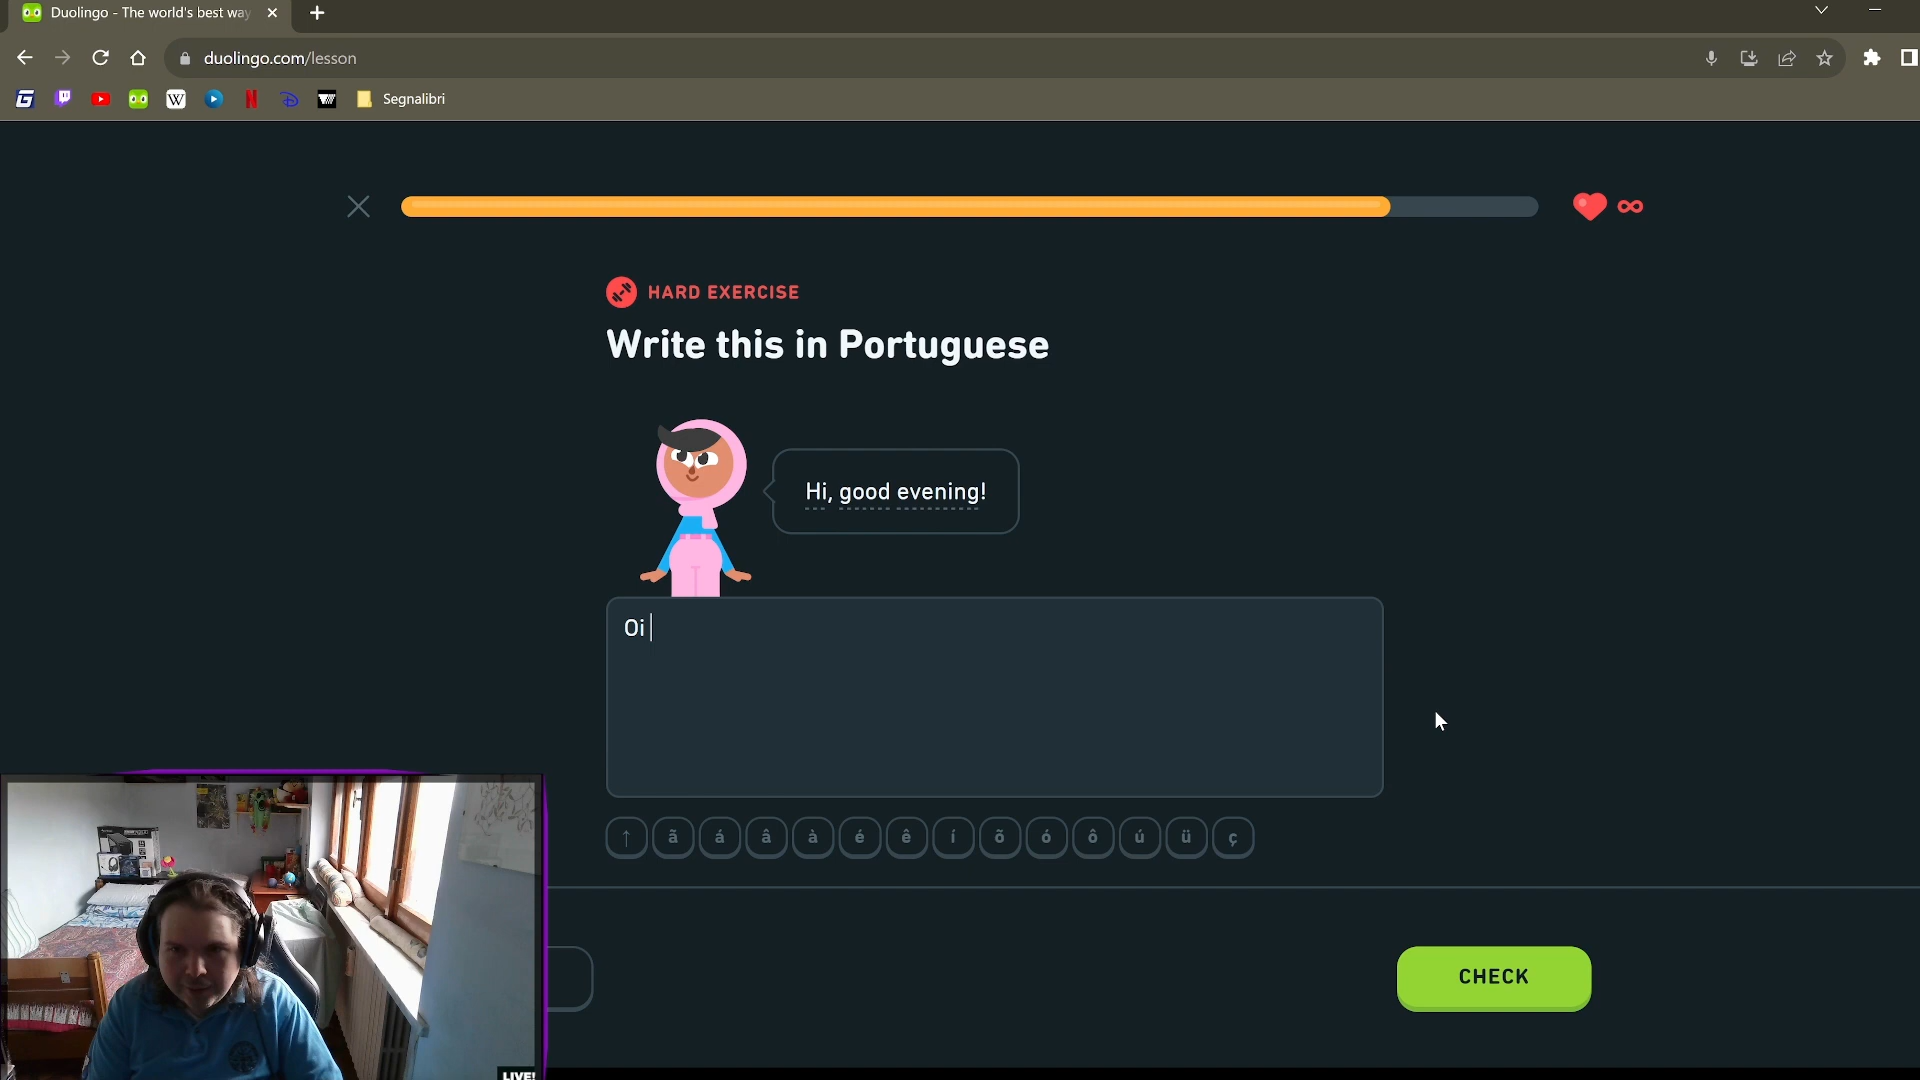 Duolingo - The world's best way
duolingo.com/lesson
Segnalibri
HARD EXERCISE
Write this in Portuguese
Hi, good evening!
Oi
↑ ã á â à é ê í õ ó ô ú ü ç
CHECK
LIVE!